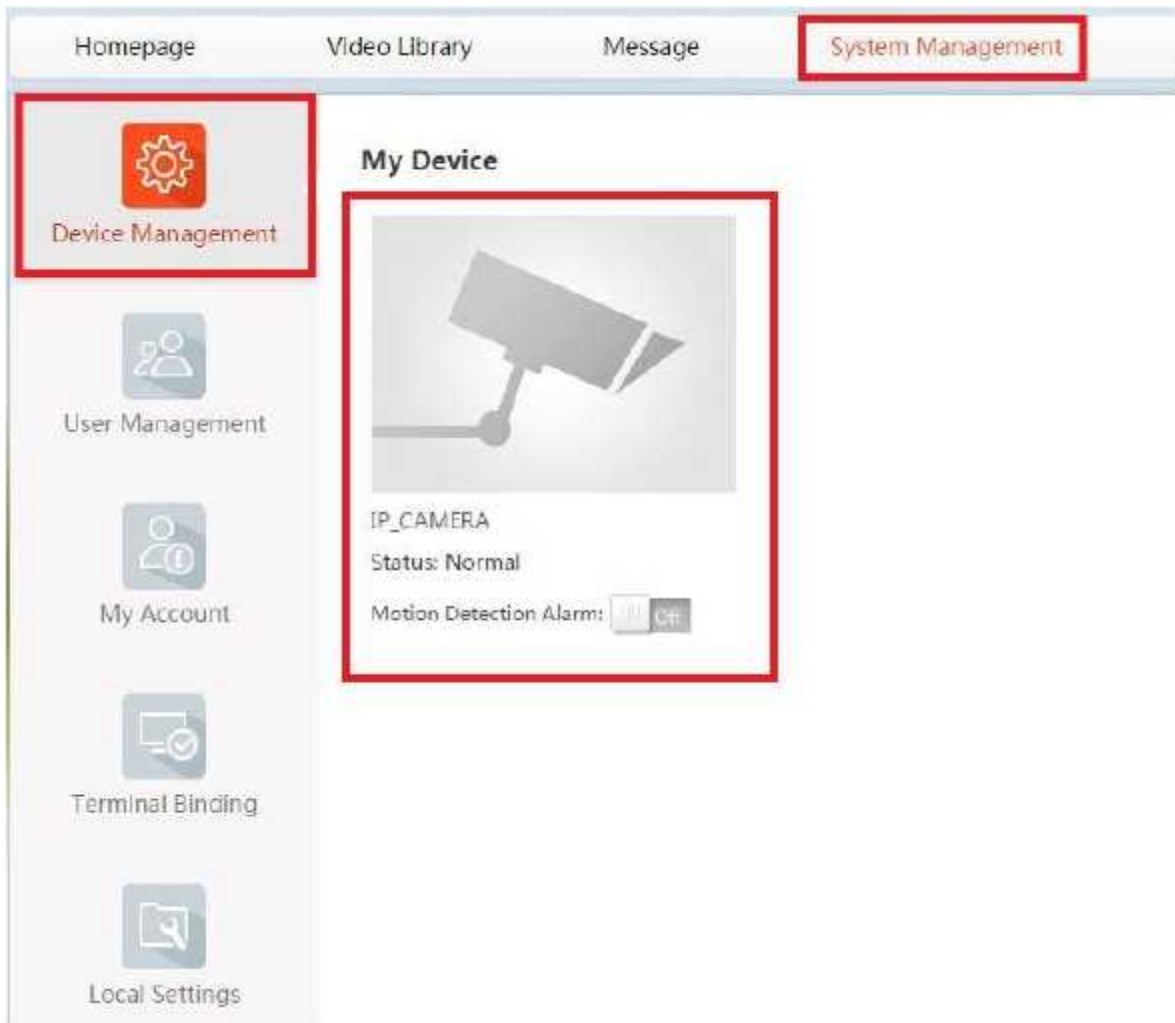 Homepage Video Library Message System Management
Device Management
User Management
My Account
Terminal Binding
Local Settings
My Device
IP_CAMERA
Status: Normal
Motion Detection Alarm: Off